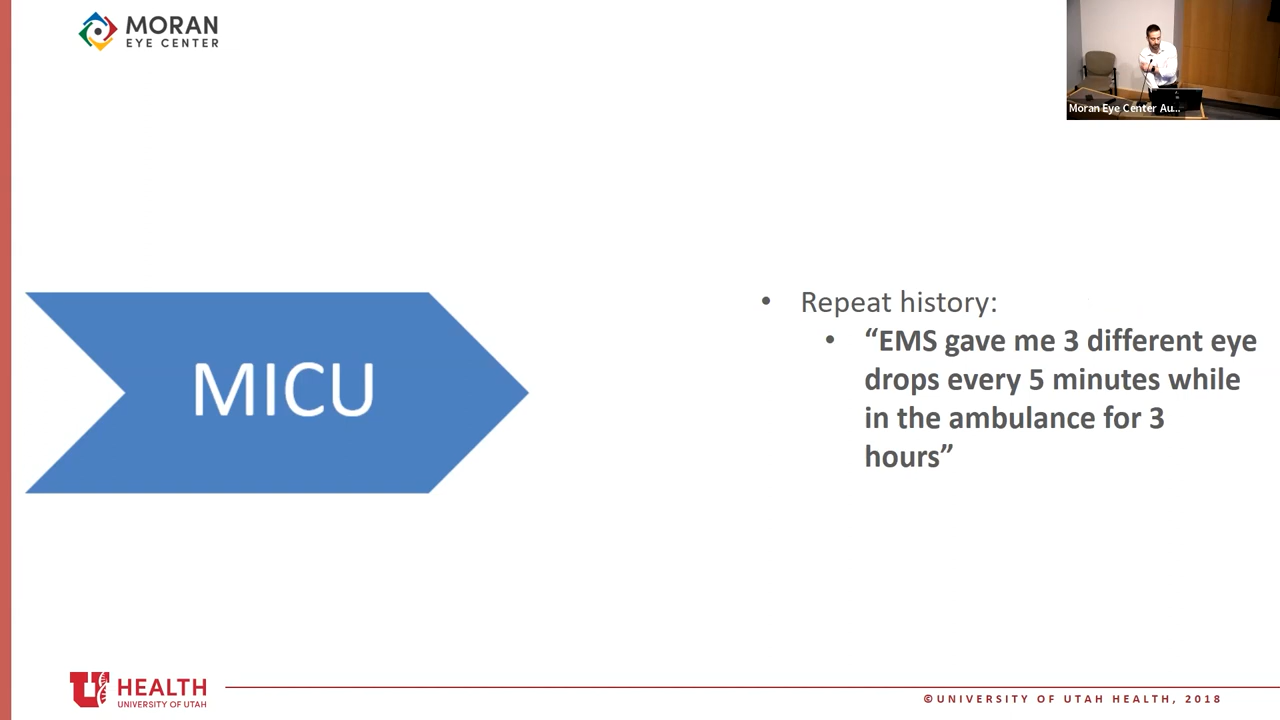 MORAN
EYE CENTER
Moran Eye Center Au...
MICU
• Repeat history:
• “EMS gave me 3 different eye
drops every 5 minutes while
in the ambulance for 3
hours”
U HEALTH
UNIVERSITY OF UTAH
©UNIVERSITY OF UTAH HEALTH, 2018